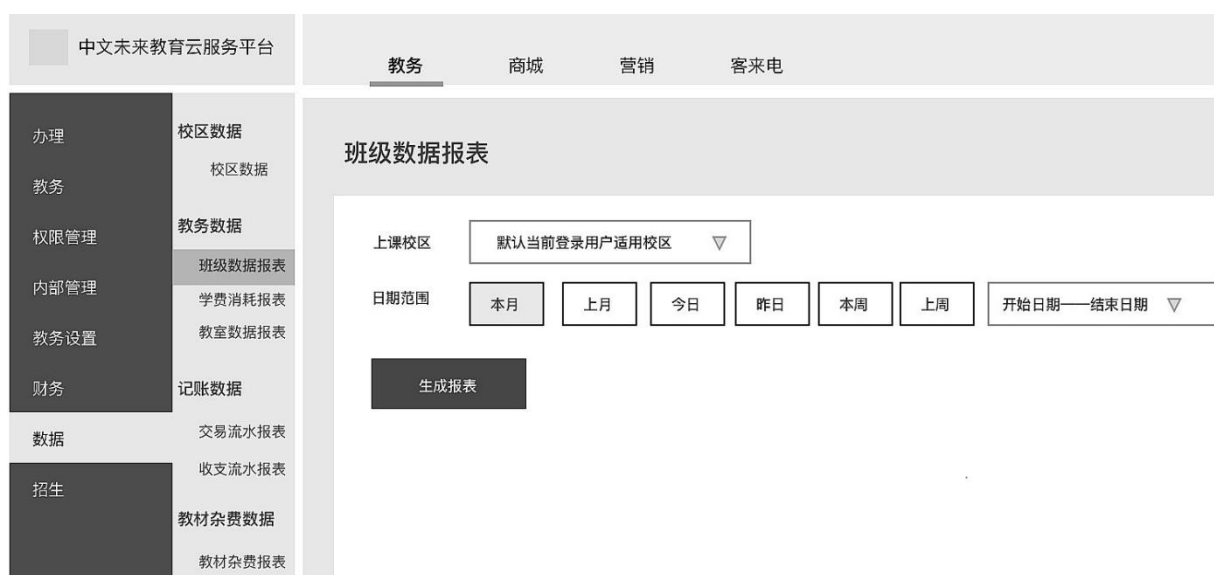 中文未来教育云服务平台
教务 商城 营销 客来电
办理
教务
权限管理
内部管理
教务设置
财务
数据
招生
校区数据
校区数据
教务数据
班级数据报表
学费消耗报表
教室数据报表
记账数据
交易流水报表
收支流水报表
教材杂费数据
教材杂费报表
班级数据报表
上课校区 默认当前登录用户适用校区
日期范围 本月 上月 今日 昨日 本周 上周 开始日期——结束日期
生成报表